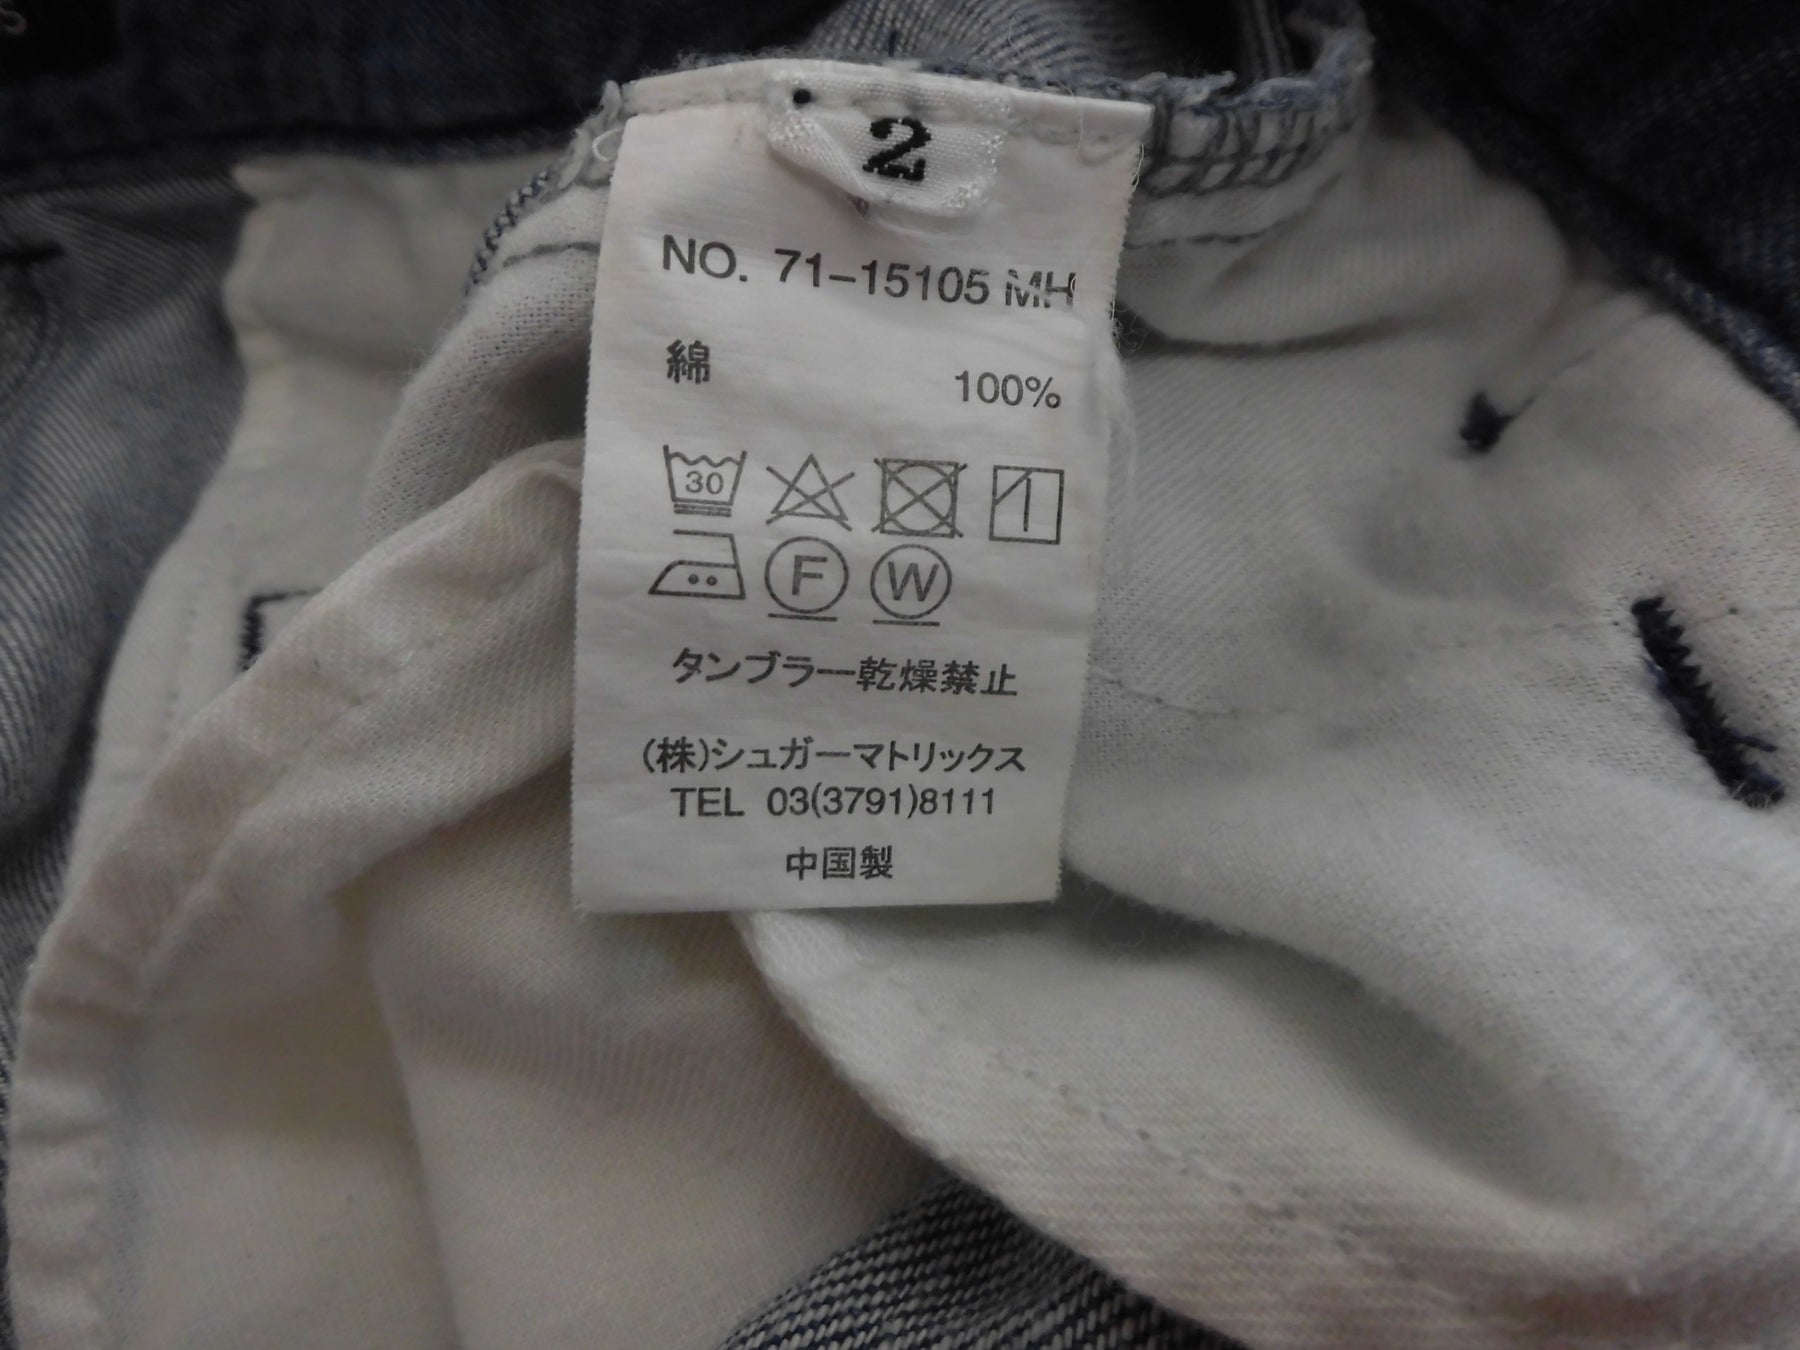 2
NO. 71-15105 MH
綿 100%
30
F W
タンブラー乾燥禁止
(株)シュガーマトリックス
TEL 03(3791)8111
中国製